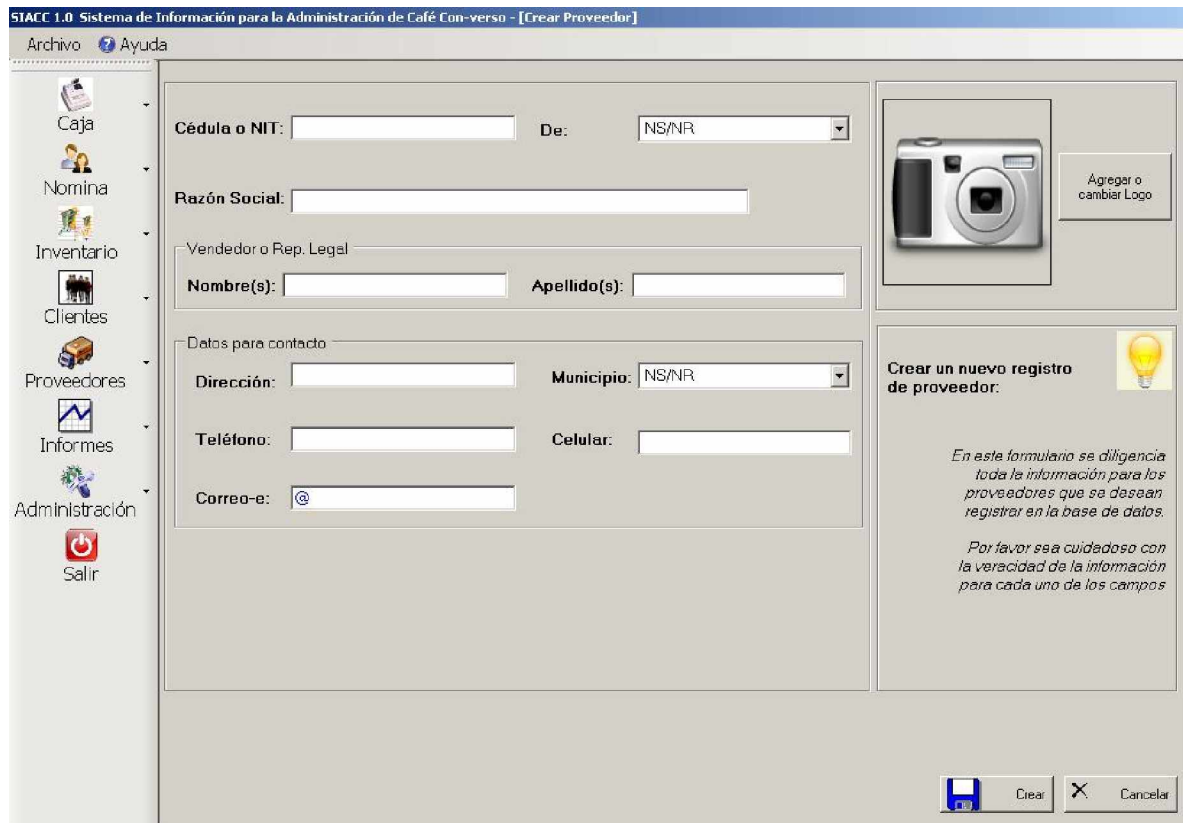 SIACC 1.0 Sistema de Información para la Administración de Café Con-verso - [Crear Proveedor]
Archivo Ayuda
Caja
Nomina
Inventario
Clientes
Proveedores
Informes
Administración
Salir
Cédula o NIT: De: NS/NR
Razón Social:
Vendedor o Rep. Legal
Nombre(s): Apellido(s):
Datos para contacto
Dirección: Municipio: NS/NR
Teléfono: Celular:
Correo-e: @
Agregar o
cambiar Logo
Crear un nuevo registro
de proveedor:
En este formulario se diligencia
toda la información para los
proveedores que se desean
registrar en la base de datos.
Por favor sea cuidadoso con
la veracidad de la información
para cada uno de los campos
Crear Cancelar